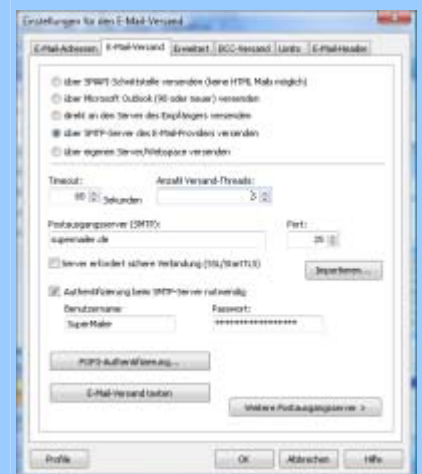 Einstellungen für den E-Mail-Versand
E-Mail-Adressen E-Mail-Versand Erweitert BCC-Versand Limits E-Mail-Header
über SMAPI-Schnittstelle versenden (keine HTML Mails möglich)
über Microsoft Outlook (98 oder neuer) versenden
direkt an den Server des Empfängers versenden
über SMTP-Server des E-Mail-Providers versenden
über eigenen Server/Webspace versenden
Timeout: Anzahl Versand-Threads:
60 Sekunden
Postausgangsserver (SMTP): Port:
supermailer.de 25
Server erfordert sichere Verbindung (SSL/StartTLS)
Importieren...
Authentifizierung beim SMTP-Server notwendig
Benutzername: Passwort:
SuperMailer *****************
POP3-Authentifizierung...
E-Mail-Versand testen
Weitere Postausgangsserver >
Profile OK Abbrechen Hilfe